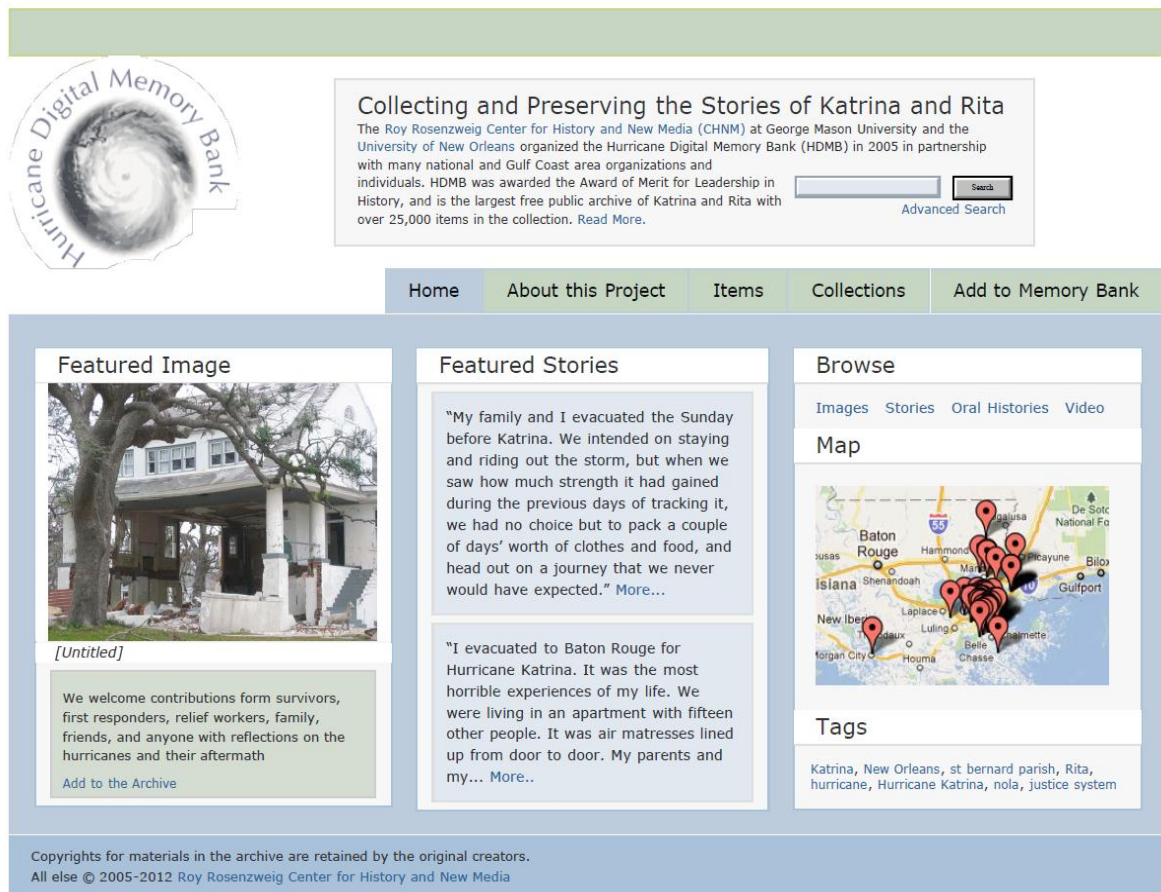 Hurricane Digital Memory Bank
Collecting and Preserving the Stories of Katrina and Rita
The Roy Rosenzweig Center for History and New Media (CHNM) at George Mason University and the
University of New Orleans organized the Hurricane Digital Memory Bank (HDMB) in 2005 in partnership
with many national and Gulf Coast area organizations and
individuals. HDMB was awarded the Award of Merit for Leadership in
History, and is the largest free public archive of Katrina and Rita with
over 25,000 items in the collection. Read More.
Search
Advanced Search
Home About this Project Items Collections Add to Memory Bank
Featured Image
[Untitled]
We welcome contributions form survivors,
first responders, relief workers, family,
friends, and anyone with reflections on the
hurricanes and their aftermath
Add to the Archive
Featured Stories
“My family and I evacuated the Sunday
before Katrina. We intended on staying
and riding out the storm, but when we
saw how much strength it had gained
during the previous days of tracking it,
we had no choice but to pack a couple
of days’ worth of clothes and food, and
head out on a journey that we never
would have expected.” More...
“I evacuated to Baton Rouge for
Hurricane Katrina. It was the most
horrible experiences of my life. We
were living in an apartment with fifteen
other people. It was air matresses lined
up from door to door. My parents and
my... More..
Browse
Images Stories Oral Histories Video
Map
De Soto
National Fo
galusa
55
Baton
Rouge
Hammond
Picayune
Bilox
ousas
Mand
isiana
Shenandoah
10
Gulfport
Laplace
New Iber
Luling
almette
Belle
Chasse
Morgan City
Houma
Tags
Katrina, New Orleans, st bernard parish, Rita,
hurricane, Hurricane Katrina, nola, justice system
Copyrights for materials in the archive are retained by the original creators.
All else © 2005-2012 Roy Rosenzweig Center for History and New Media